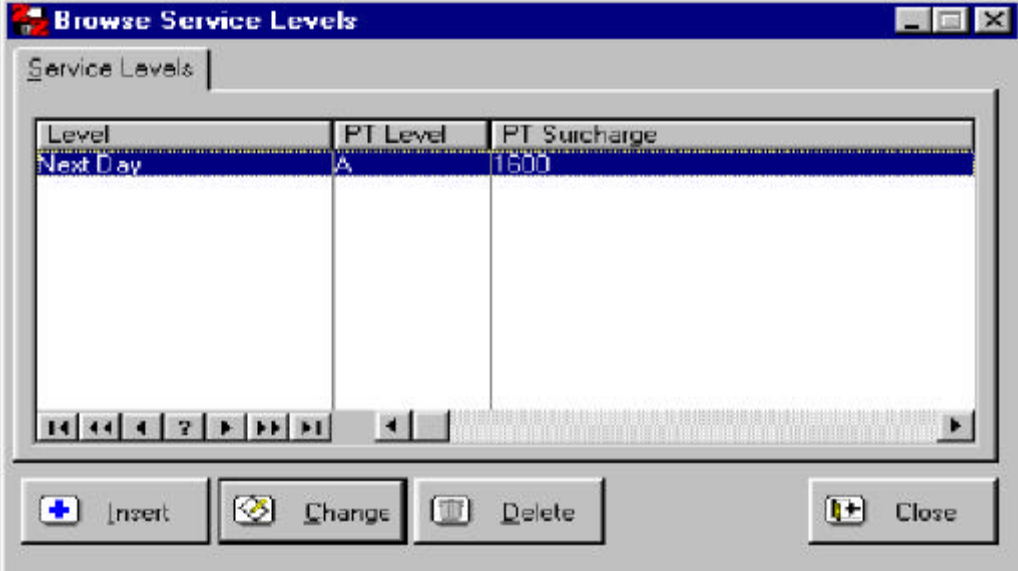 Browse Service Levels
Service Levels
Level PT Level PT Surcharge
Next Day A 1600
?
Insert Change Delete Close